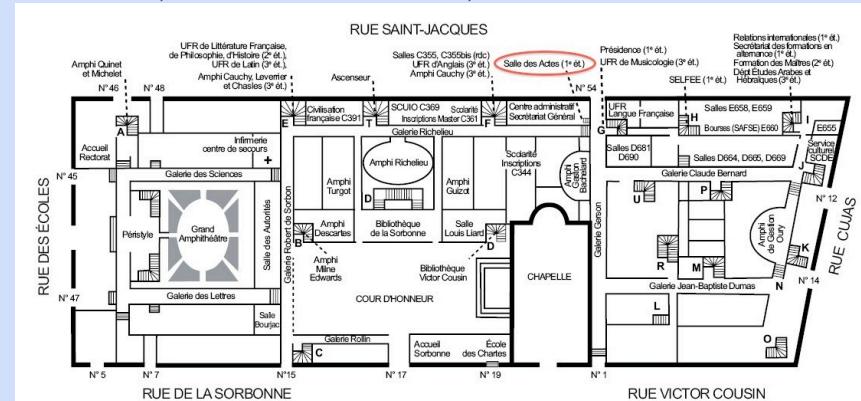 RUE SAINT-JACQUES
Amphi Quinet
et Michelet
UFR de Littérature Française,
de Philosophie, d'Histoire (2e ét.),
UFR de Latin (3e ét.),
Amphi Cauchy, Leverrier
et Chasles (3e ét.)
Ascenseur
Salles C355, C355bis (rdc)
UFR d'Anglais (3e ét.)
Amphi Cauchy (3e ét.)
Salle des Actes (1e ét.)
Présidence (1e ét.)
UFR de Musicologie (3e ét.)
SELFEE (1e ét.)
Relations internationales (1e ét.)
Secrétariat des formations en
alternance (1e ét.)
Formation des Maîtres (2e ét.)
Dépt Études Arabes et
Hébraïques (3e ét.)
N° 46
N° 48
N° 54
A
E
Civilisation
française C391
T
SCUIO C369
Inscriptions Master C361
Scolarité
F
Centre administratif
Secrétariat Général
G
UFR
Langue Française
H
Salles E658, E659
Bourses (SAFSE) E660
I
E655
Accueil
Rectorat
Infirmerie
centre de secours
+
Galerie Richelieu
Salles D681
D690
Salles D664, D665, D669
Service
culturel
SCDE
J
N° 45
Galerie des Sciences
Amphi
Turgot
Amphi Richelieu
D
Amphi
Guizot
Scolarité
Inscriptions
C344
Amphi
Gaston
Bachelard
Galerie Claude Bernard
U
P
N° 12
RUE DES ÉCOLES
Péristyle
Grand
Amphithéâtre
Salle des Autorités
Galerie Robert de Sorbon
Amphi
Descartes
Bibliothèque
de la Sorbonne
Salle
Louis Liard
B
D
Galerie Gerson
Amphi
de Gestion
Oury
K
RUE CUJAS
Amphi
Milne
Edwards
Bibliothèque
Victor Cousin
CHAPELLE
R
M
N
N° 14
N° 47
Galerie des Lettres
COUR D'HONNEUR
Galerie Jean-Baptiste Dumas
Salle
Bourjac
L
Galerie Rollin
C
Accueil
Sorbonne
École
des Chartes
O
N° 5
N° 7
N°15
N° 17
N° 19
N° 1
RUE DE LA SORBONNE
RUE VICTOR COUSIN